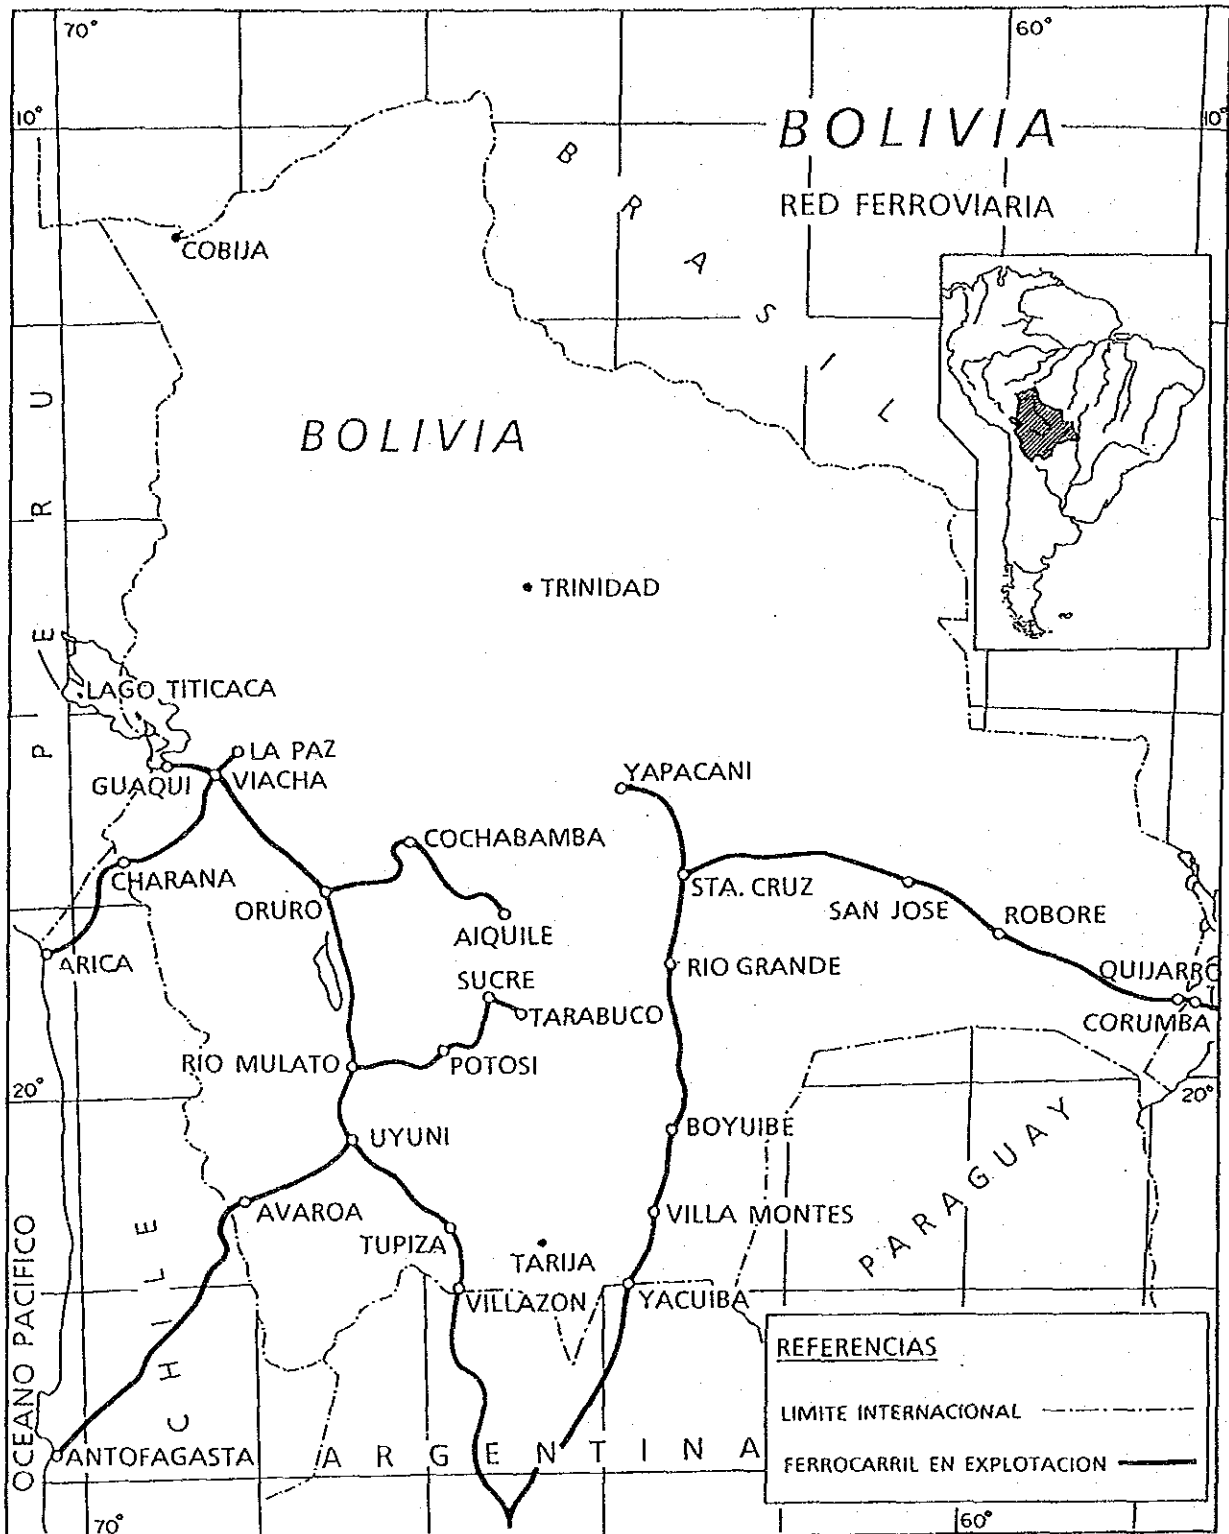 70°
60°
10°
BOLIVIA
10°
BRASIL
RED FERROVIARIA
COBIJA
PERU
BOLIVIA
TRINIDAD
LAGO TITICACA
LA PAZ
GUAQUI
VIACHA
YAPACANI
COCHABAMBA
CHARANA
STA. CRUZ
ORURO
SAN JOSE
ROBORE
AIQUILE
ARICA
RIO GRANDE
QUIJARRO
SUCRE
TARABUCO
CORUMBA
RIO MULATO
POTOSI
20°
20°
UYUNI
BOYUIBE
PARAGUAY
AVAROA
VILLA MONTES
TUPIZA
TARIJA
OCEANO PACIFICO
CHILE
VILLAZON
YACUIBA
REFERENCIAS
LIMITE INTERNACIONAL
ANTOFAGASTA
ARGENTINA
FERROCARRIL EN EXPLOTACION
70°
60°